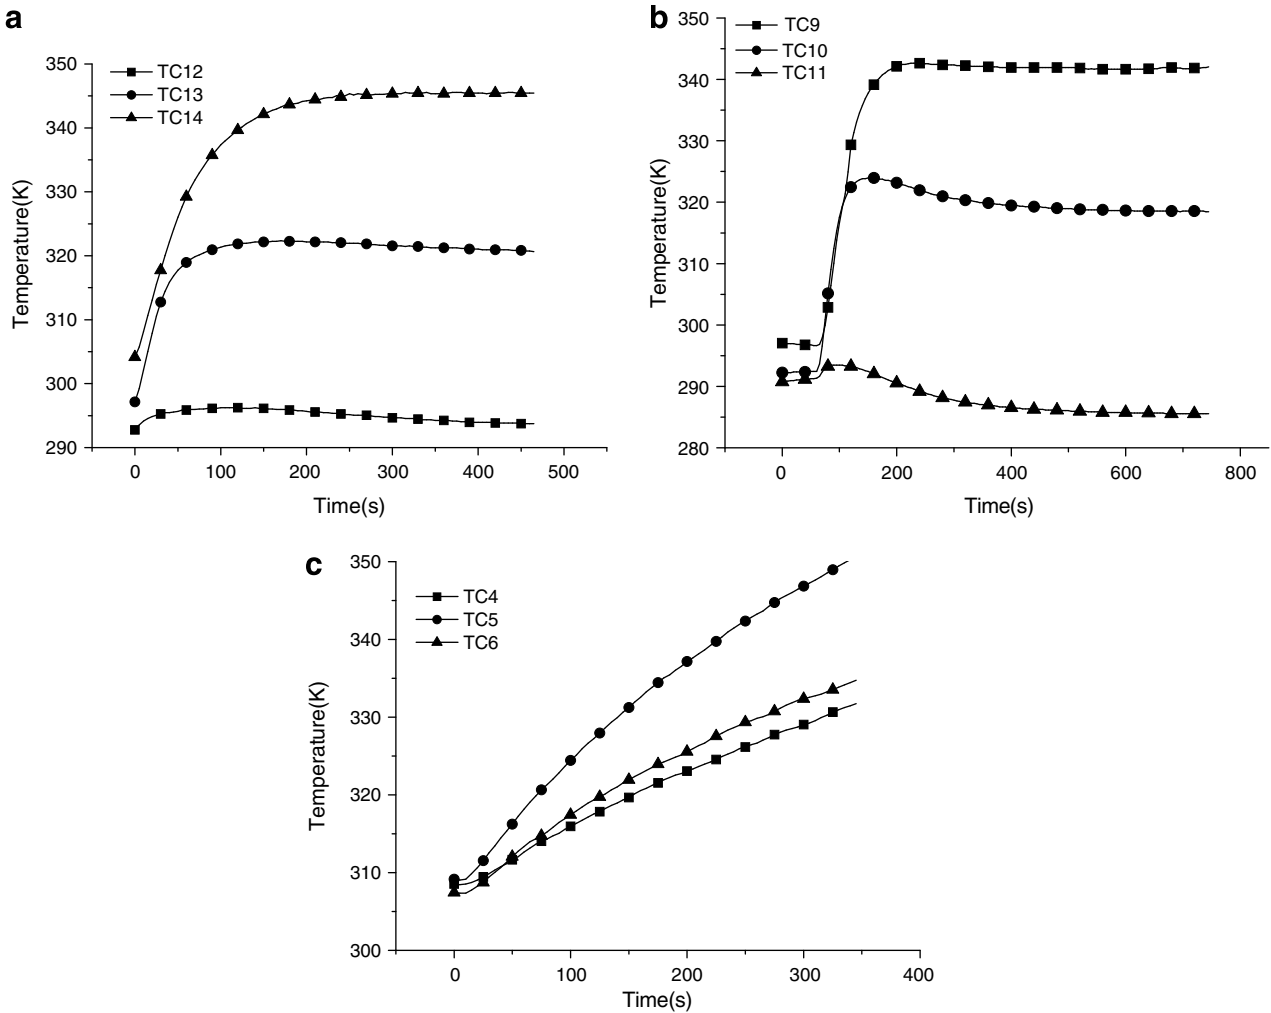 a
350
340
330
320
310
300
290
Temperature(K)
TC12
TC13
TC14
0 100 200 300 400 500
Time(s)
b
350
340
330
320
310
300
290
280
Temperature(K)
TC9
TC10
TC11
0 200 400 600 800
Time(s)
c
350
340
330
320
310
300
Temperature(K)
TC4
TC5
TC6
0 100 200 300 400
Time(s)